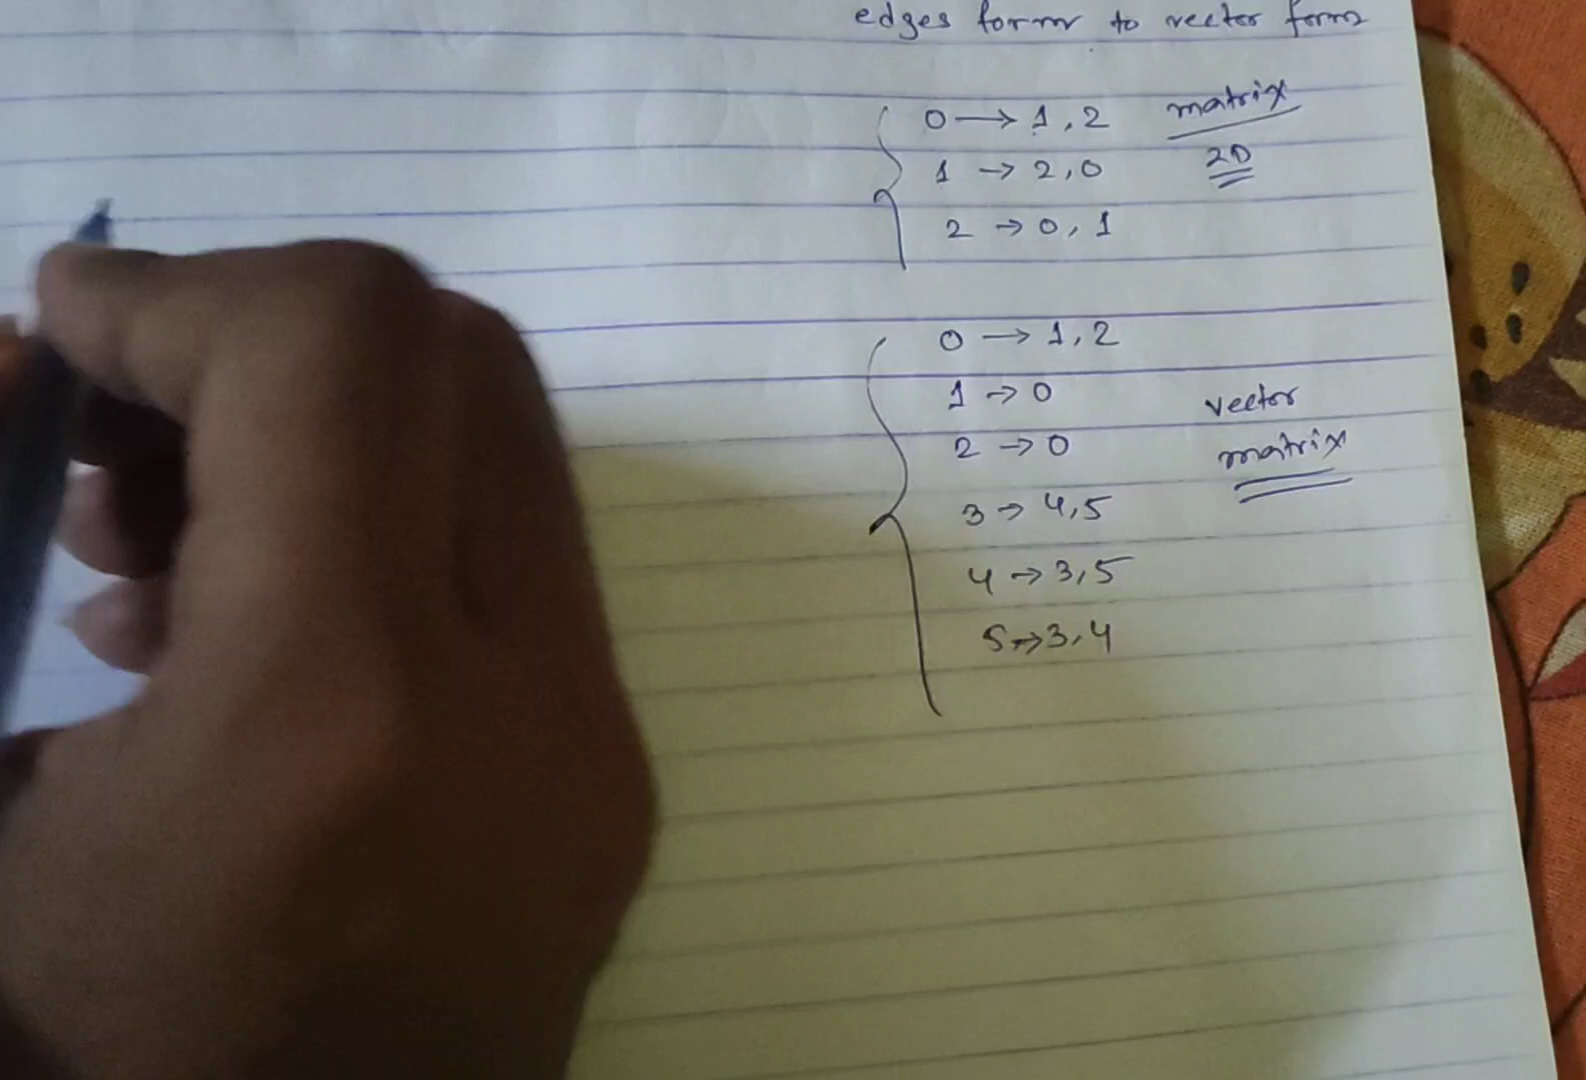 edges form to vector form
0 → 1, 2 matrix
1 → 2, 0 2D
2 → 0, 1
0 → 1, 2
1 → 0 vector
2 → 0 matrix
3 → 4, 5
4 → 3, 5
5 → 3, 4